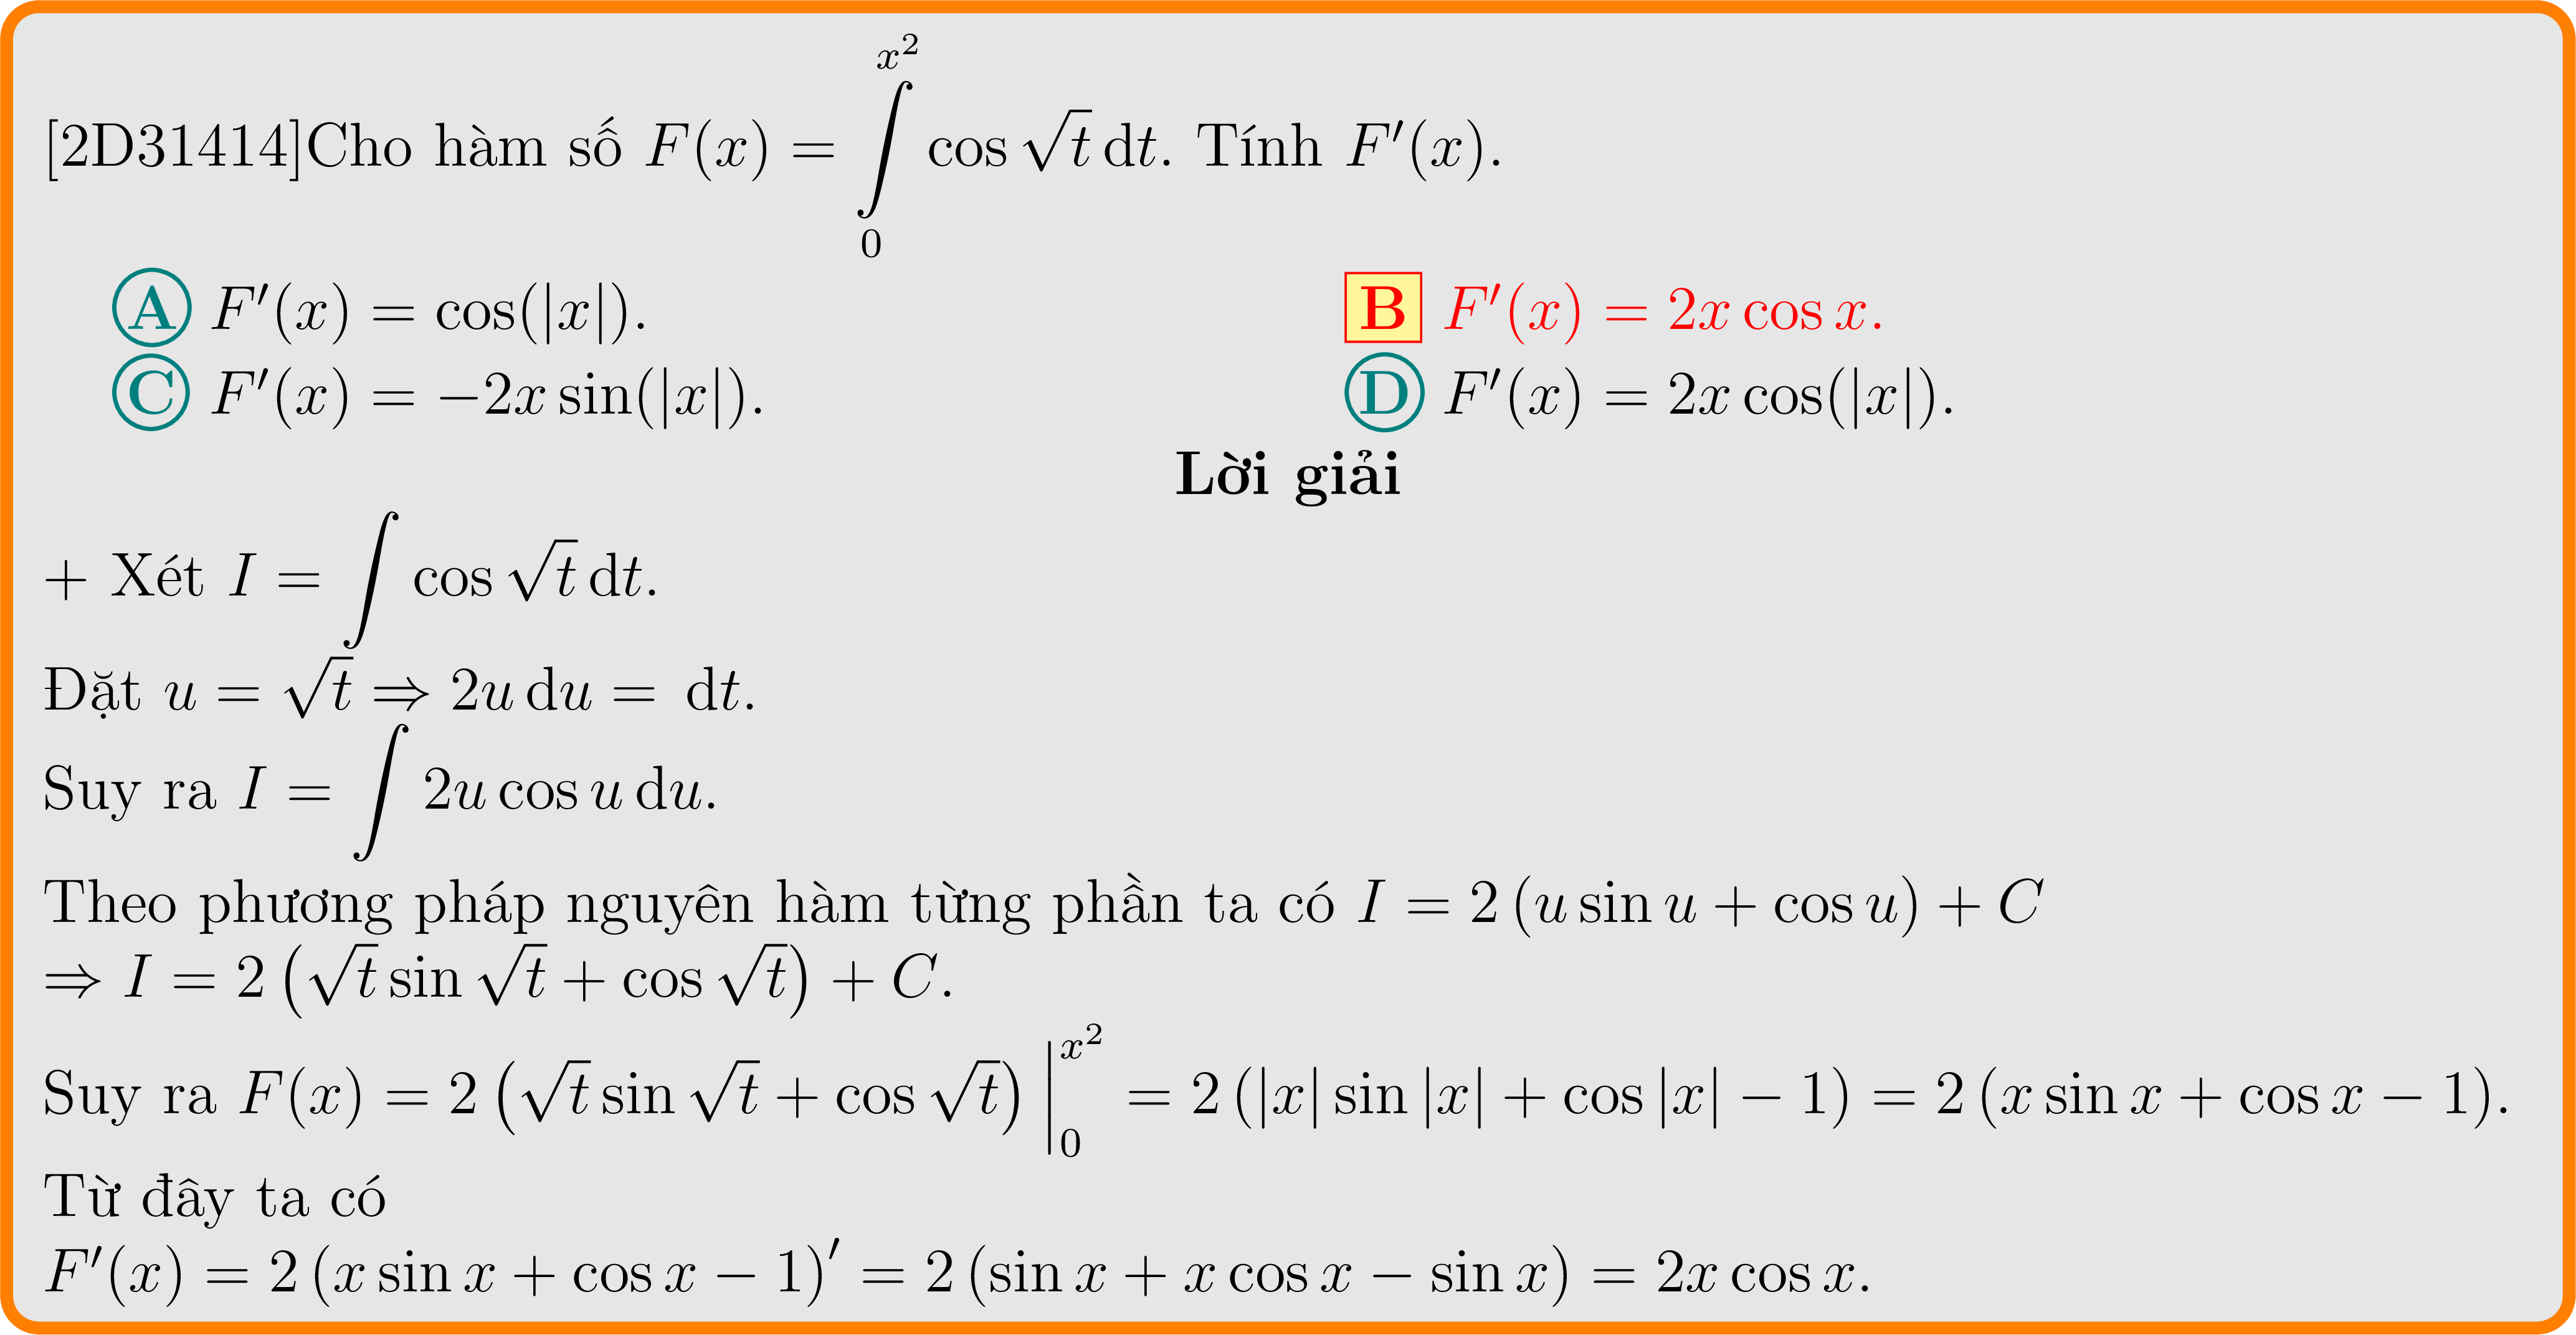 [2D31414]Cho hàm số $F(x) = \int\limits_{0}^{x^2} \cos \sqrt{t} \, \mathrm{d}t$. Tính $F'(x)$.
A $F'(x) = \cos(|x|)$. B $F'(x) = 2x \cos x$.
C $F'(x) = -2x \sin(|x|)$. D $F'(x) = 2x \cos(|x|)$.
Lời giải
+ Xét $I = \int \cos \sqrt{t} \, \mathrm{d}t$.
Đặt $u = \sqrt{t} \Rightarrow 2u \, \mathrm{d}u = \mathrm{d}t$.
Suy ra $I = \int 2u \cos u \, \mathrm{d}u$.
Theo phương pháp nguyên hàm từng phần ta có $I = 2 (u \sin u + \cos u) + C$
$\Rightarrow I = 2 \left( \sqrt{t} \sin \sqrt{t} + \cos \sqrt{t} \right) + C$.
Suy ra $F(x) = 2 \left( \sqrt{t} \sin \sqrt{t} + \cos \sqrt{t} \right) \Big|_{0}^{x^2} = 2 (|x| \sin |x| + \cos |x| - 1) = 2 (x \sin x + \cos x - 1)$.
Từ đây ta có
$F'(x) = 2 (x \sin x + \cos x - 1)' = 2 (\sin x + x \cos x - \sin x) = 2x \cos x$.